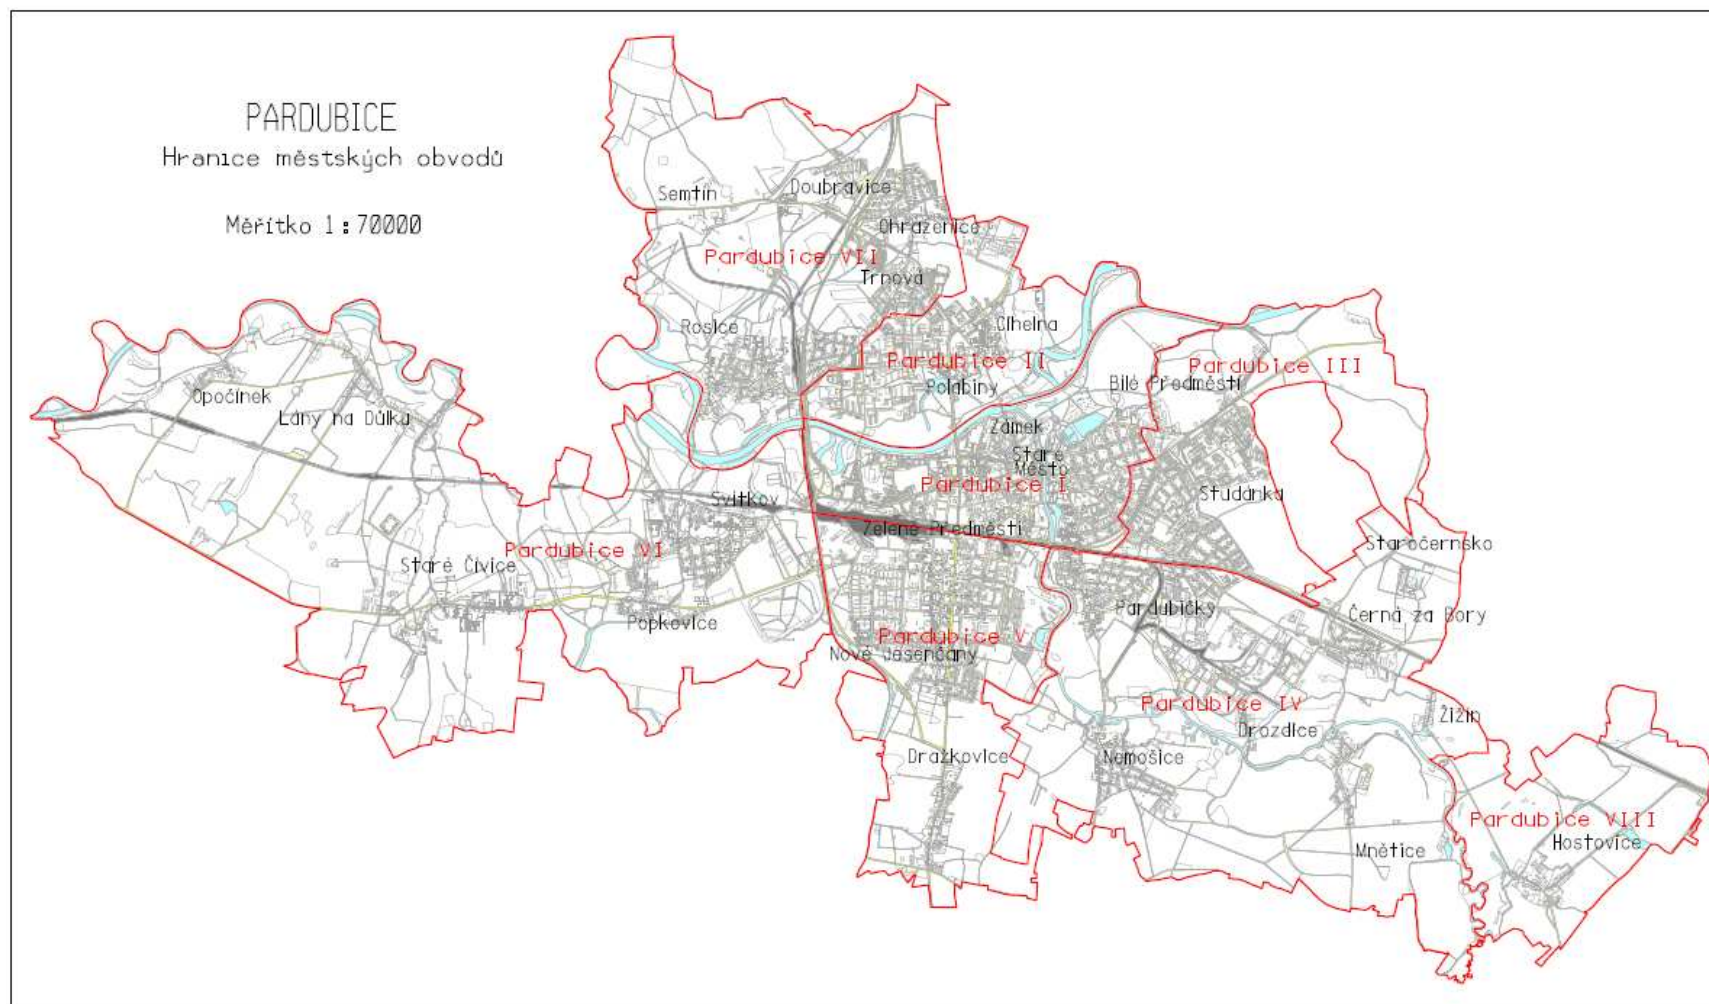 PARDUBICE
Hranice městských obvodů
Měřítko 1:70000
Semtín
Doubravice
Ohrazenice
Pardubice VII
Trnová
Rosice
Cihelna
Pardubice II
Pardubice III
Polabiny
Bílé Předměstí
Opočínek
Lány na Důlku
Zámek
Staré
Město
Pardubice I
Studánka
Svítkov
Zelené Předměstí
Staročernsko
Pardubice VI
Staré Čívice
Pardubičky
Černá za Bory
Popkovice
Pardubice V
Nové Jesenčany
Pardubice IV
Žižín
Drozdice
Dražkovice
Nemošice
Pardubice VIII
Hostovice
Mnětice